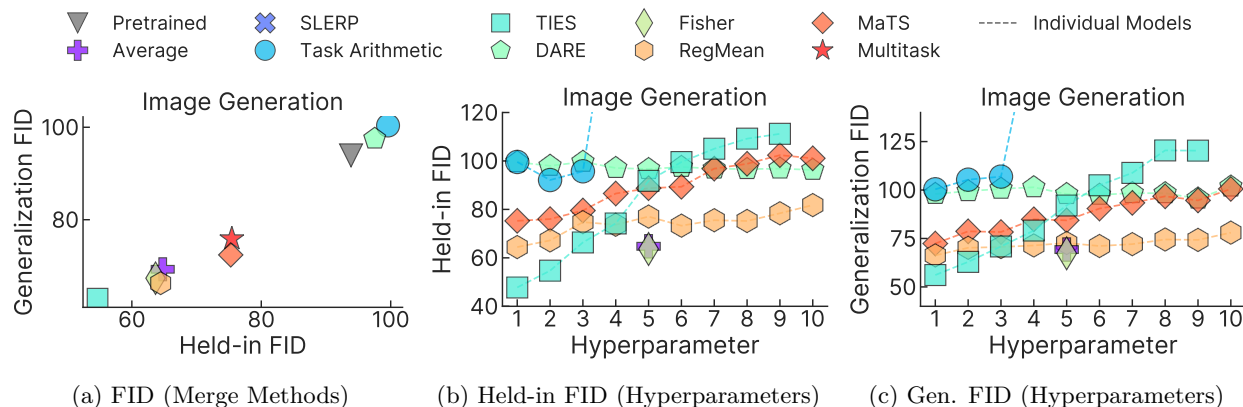 Pretrained SLERP TIES Fisher MaTS Individual Models
Average Task Arithmetic DARE RegMean Multitask
Image Generation
Generalization FID
100
80
60 80 100
Held-in FID
(a) FID (Merge Methods)
Image Generation
Held-in FID
120
100
80
60
40
1 2 3 4 5 6 7 8 9 10
Hyperparameter
(b) Held-in FID (Hyperparameters)
Image Generation
Generalization FID
125
100
75
50
1 2 3 4 5 6 7 8 9 10
Hyperparameter
(c) Gen. FID (Hyperparameters)